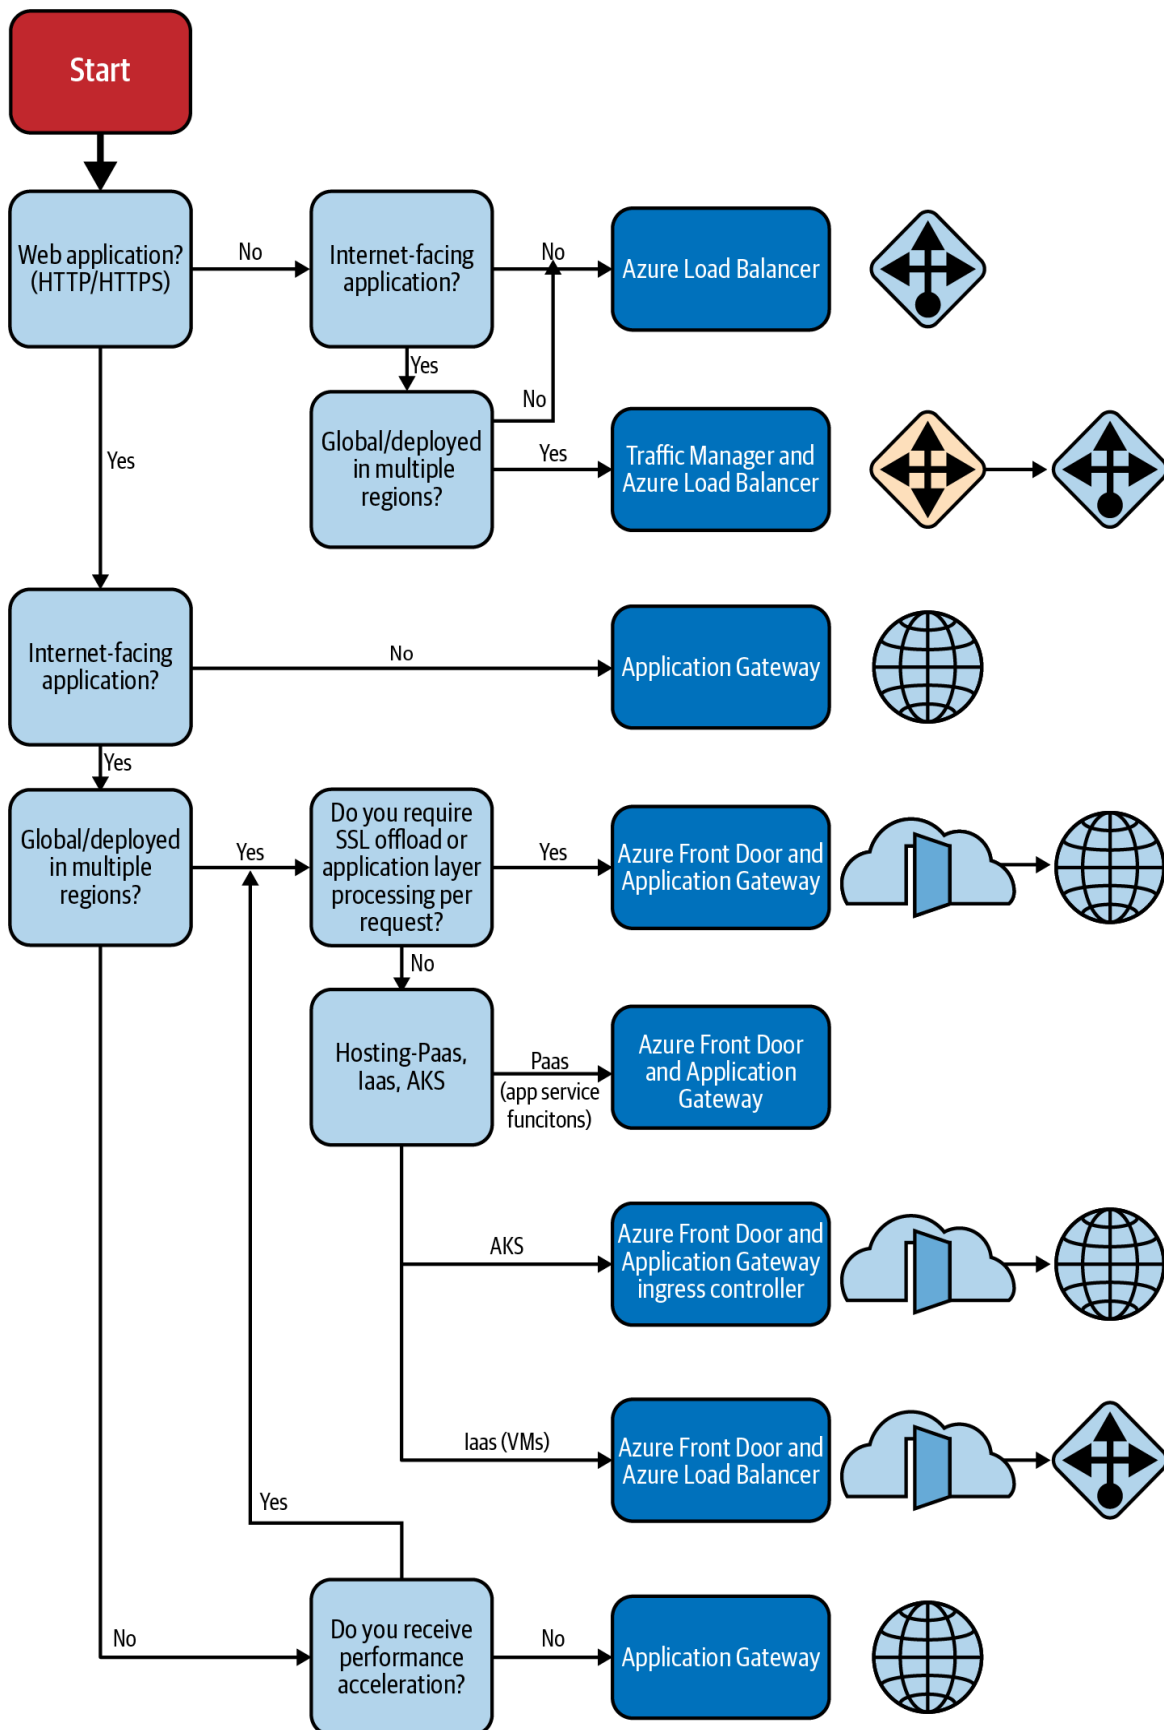 Start
Web application?
(HTTP/HTTPS)
No
Internet-facing
application?
No
Azure Load Balancer
Yes
No
Global/deployed
in multiple
regions?
Yes
Traffic Manager and
Azure Load Balancer
Yes
Internet-facing
application?
No
Application Gateway
Yes
Global/deployed
in multiple
regions?
Yes
Do you require
SSL offload or
application layer
processing per
request?
Yes
Azure Front Door and
Application Gateway
No
Hosting-Paas,
Iaas, AKS
Paas
(app service
funcitons)
Azure Front Door
and Application
Gateway
AKS
Azure Front Door and
Application Gateway
ingress controller
Iaas (VMs)
Azure Front Door and
Azure Load Balancer
Yes
No
Do you receive
performance
acceleration?
No
Application Gateway